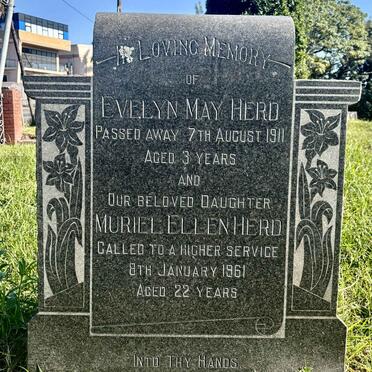 In Loving Memory
OF
Evelyn May Herd
Passed away 7th August 1911
Aged 3 years
and
Our beloved Daughter
Muriel Ellen Herd
Called to a higher service
8th January 1961
Aged 22 years
Into Thy Hands